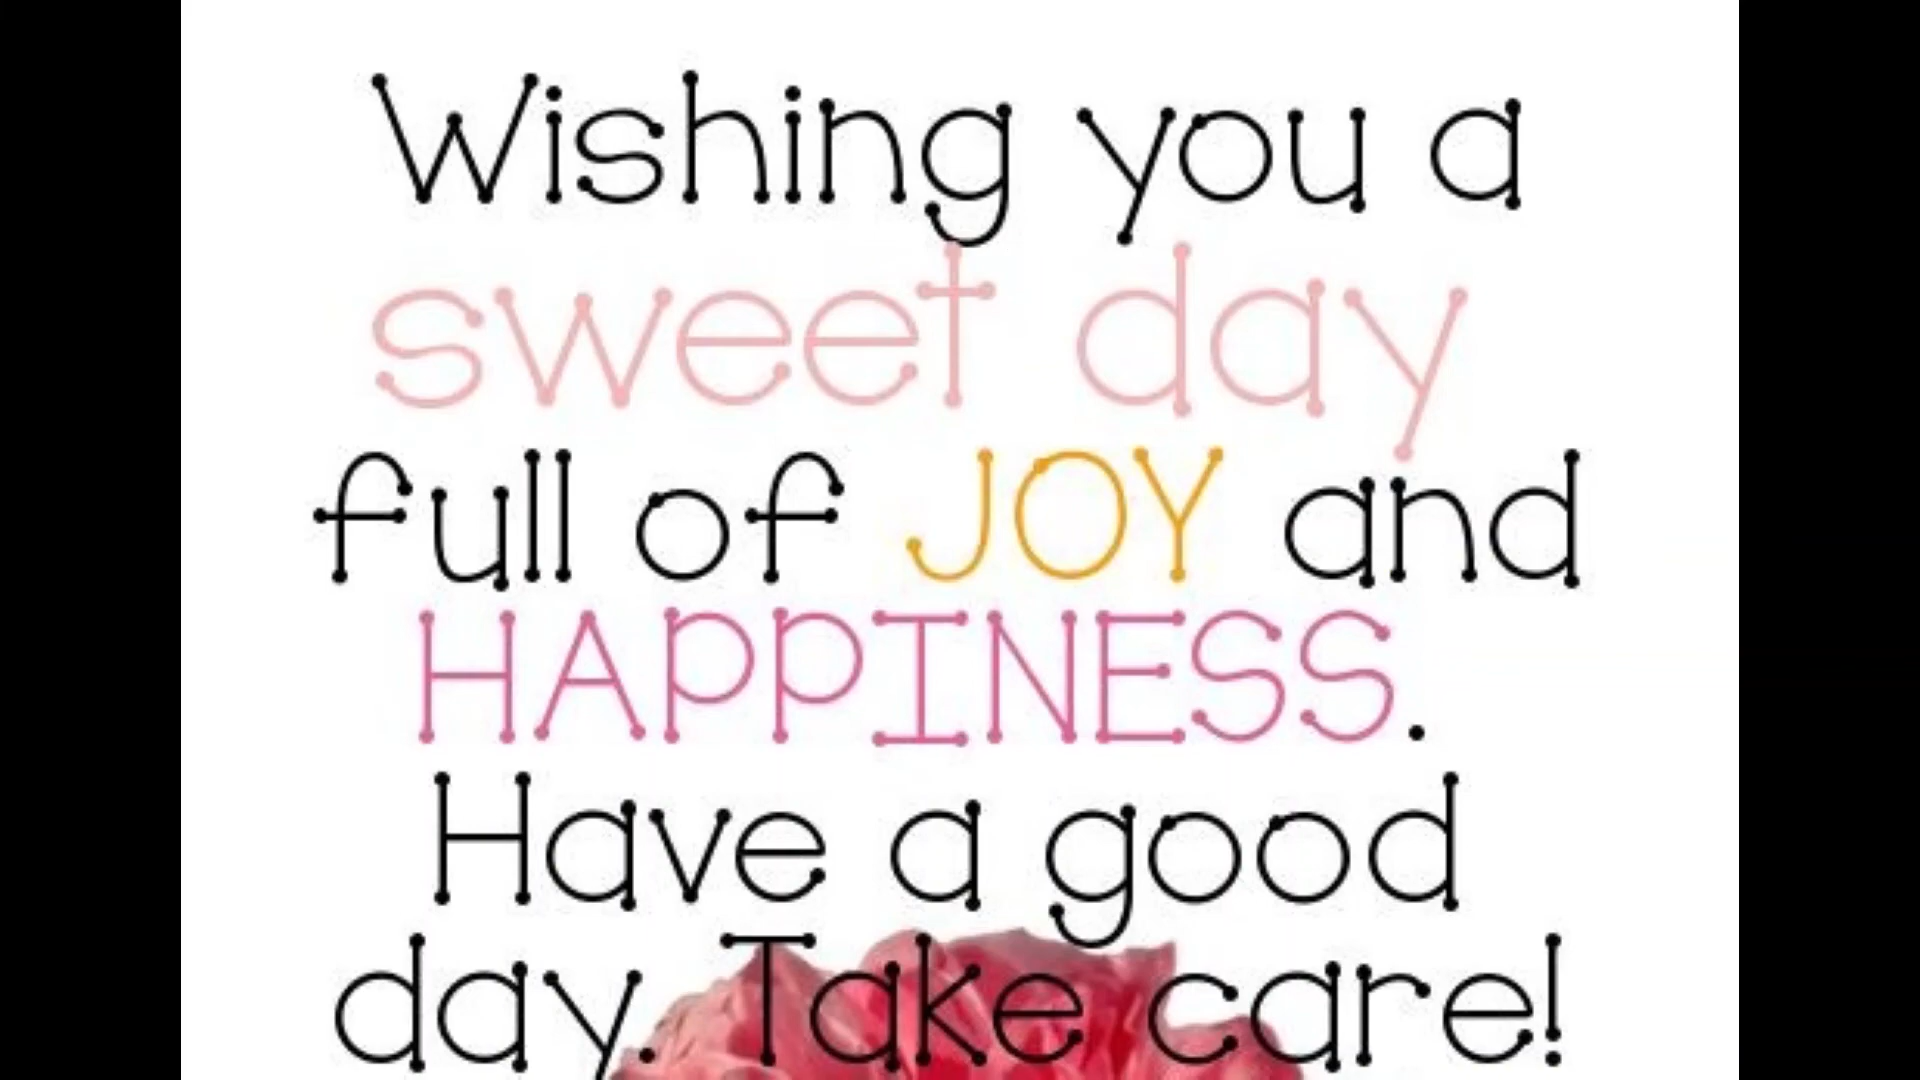 Wishing you a
sweet day
full of JOY and
HAPPINESS.
Have a good
day. Take care!